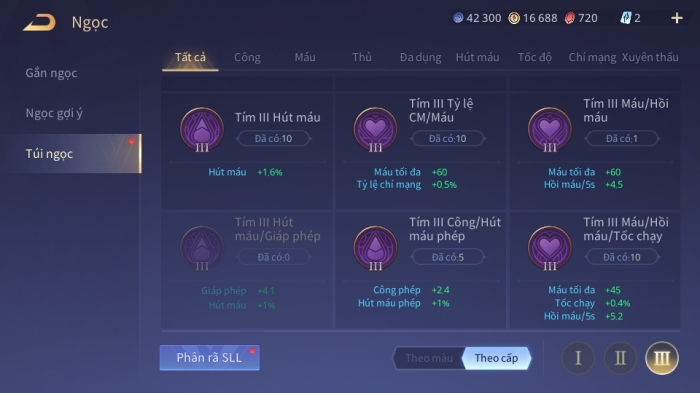 Ngọc
42 300
16 688
720
2
+
Tất cả
Công
Máu
Thủ
Đa dụng
Hút máu
Tốc độ
Chí mạng
Xuyên thấu
Gắn ngọc
Ngọc gợi ý
Túi ngọc
III
Tím III Hút máu
Đã có:10
Hút máu +1.6%
III
Tím III Tỷ lệ
CM/Máu
Đã có:10
Máu tối đa +60
Tỷ lệ chí mạng +0.5%
III
Tím III Máu/Hồi
máu
Đã có:1
Máu tối đa +60
Hồi máu/5s +4.5
III
Tím III Hút
máu/Giáp phép
Đã có:0
Giáp phép +4.1
Hút máu +1%
III
Tím III Công/Hút
máu phép
Đã có:5
Công phép +2.4
Hút máu phép +1%
III
Tím III Máu/Hồi
máu/Tốc chạy
Đã có:10
Máu tối đa +45
Tốc chạy +0.4%
Hồi máu/5s +5.2
Phân rã SLL
Theo màu
Theo cấp
I
II
III